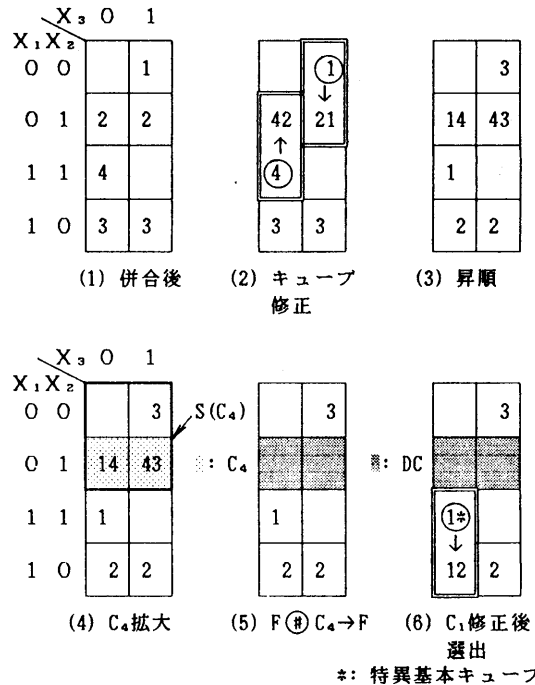 X₃ 0 1
X₁X₂
0 0 1
0 1 2 2
1 1 4
1 0 3 3
(1) 併合後
1
↓
42 21
↑
4
3 3
(2) キューブ
修正
3
14 43
1
2 2
(3) 昇順
X₃ 0 1
X₁X₂
0 0 3
S(C₄)
0 1 14 43
: C₄
1 1 1
1 0 2 2
(4) C₄拡大
3
: DC
1
2 2
(5) F(#)C₄→F
3
1*
↓
12 2
(6) C₁修正後
選出
*: 特異基本キューブ